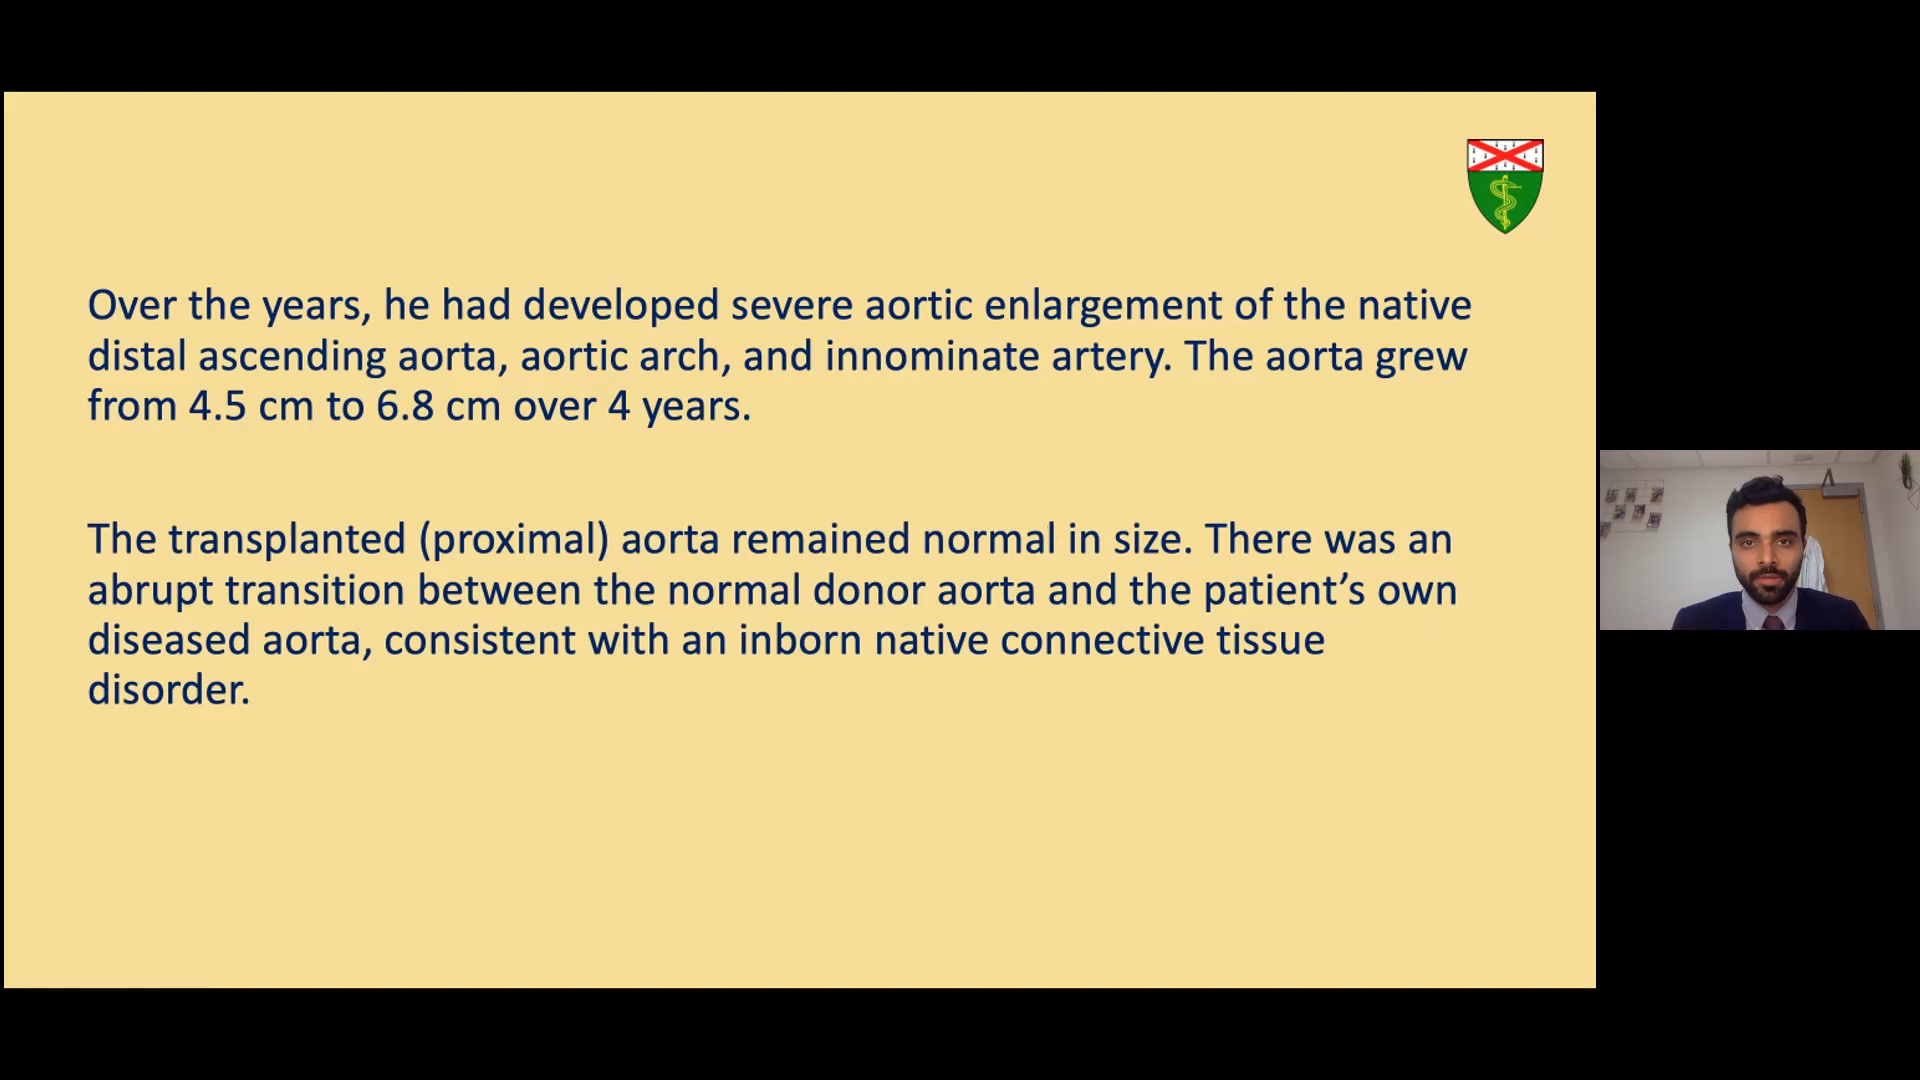 Over the years, he had developed severe aortic enlargement of the native
distal ascending aorta, aortic arch, and innominate artery. The aorta grew
from 4.5 cm to 6.8 cm over 4 years.
The transplanted (proximal) aorta remained normal in size. There was an
abrupt transition between the normal donor aorta and the patient’s own
diseased aorta, consistent with an inborn native connective tissue
disorder.